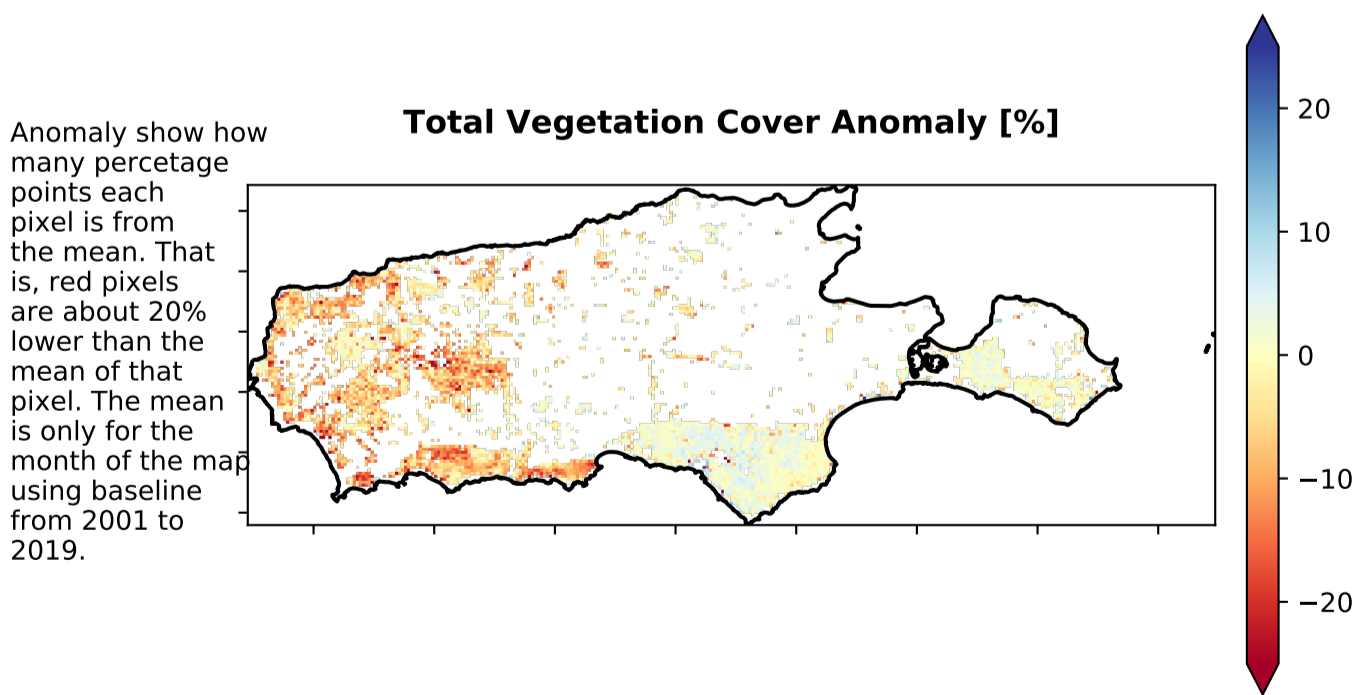 Total Vegetation Cover Anomaly [%]
Anomaly show how
many percetage
points each
pixel is from
the mean. That
is, red pixels
are about 20%
lower than the
mean of that
pixel. The mean
is only for the
month of the map
using baseline
from 2001 to
2019.
20
10
0
−10
−20